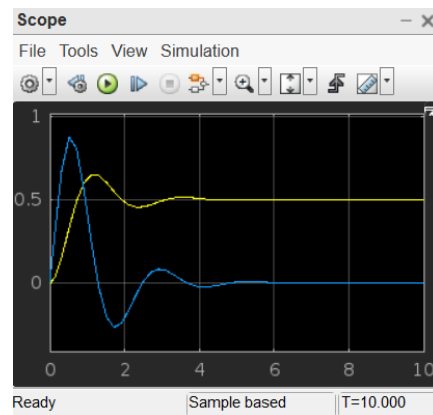 Scope
File Tools View Simulation
1
0.5
0
0 2 4 6 8 10
Ready Sample based T=10.000